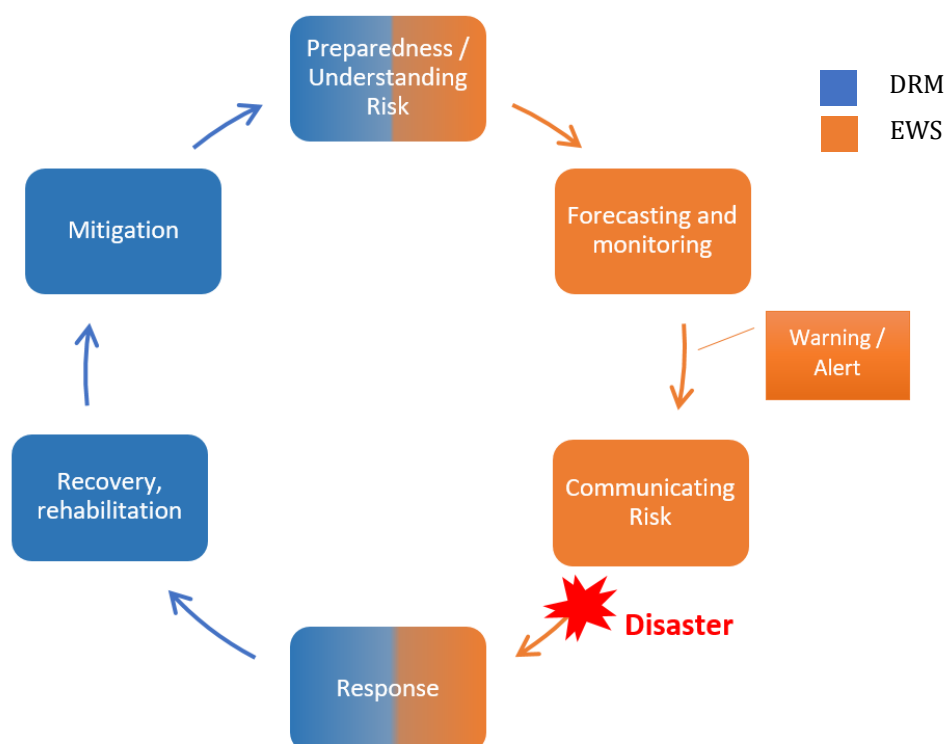 Preparedness /
Understanding
Risk
DRM
EWS
Forecasting and
monitoring
Warning /
Alert
Communicating
Risk
Disaster
Response
Recovery,
rehabilitation
Mitigation